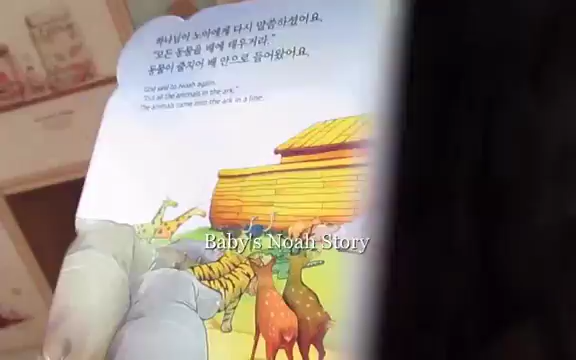 하나님이 노아에게 다시 말씀하셨어요.
"모든 동물을 배에 태우거라."
동물이 줄지어 배 안으로 들어왔어요.
God said to Noah again,
"Put all the animals in the ark."
The animals came into the ark in a line.
Baby's Noah Story